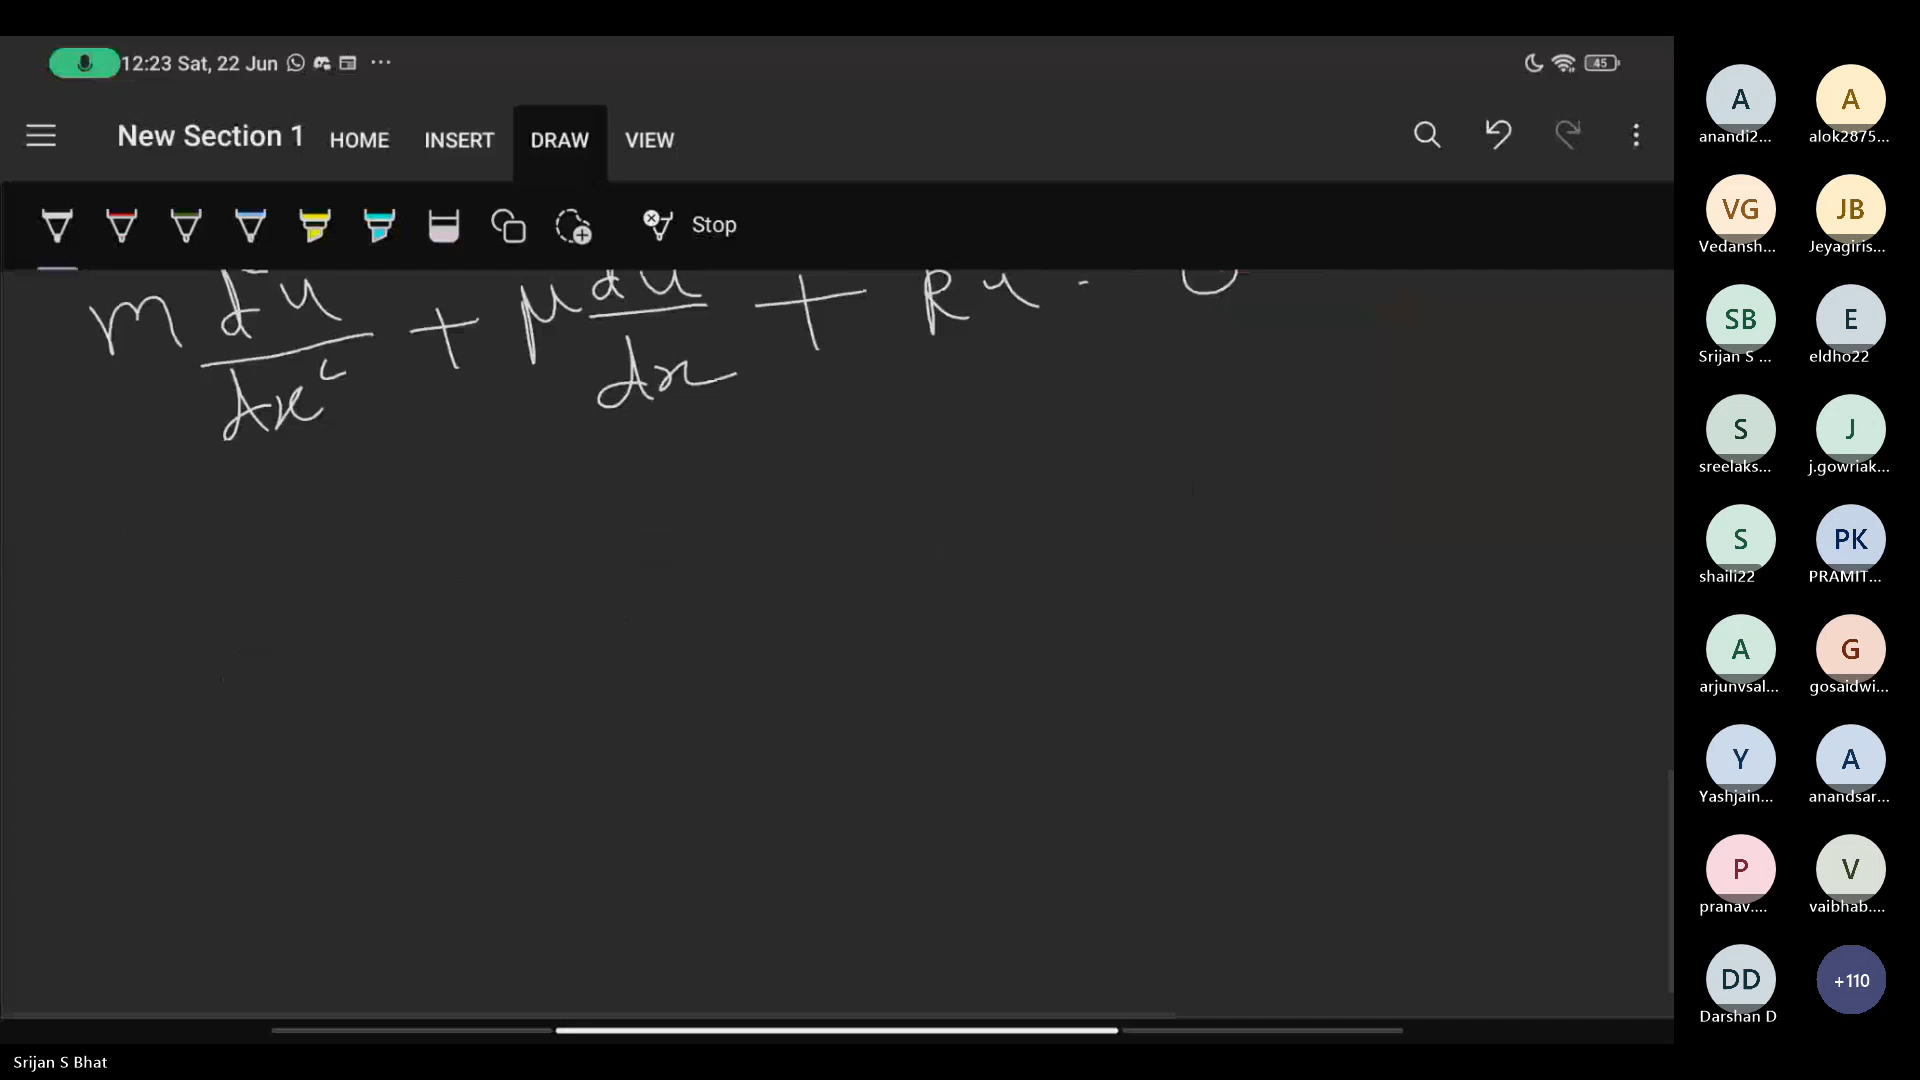 12:23 Sat, 22 Jun ...
45
New Section 1 HOME INSERT DRAW VIEW
Stop
m d²u/dx² + μ du/dx + Ru
A A
anandi2... alok2875...
VG JB
Vedansh... Jeyagiris...
SB E
Srijan S ... eldho22
S J
sreelaks... j.gowriak...
S PK
shaili22 PRAMIT...
A G
arjunvsal... gosaidwi...
Y A
Yashjain... anandsar...
P V
pranav.... vaibhab....
DD +110
Darshan D
Srijan S Bhat